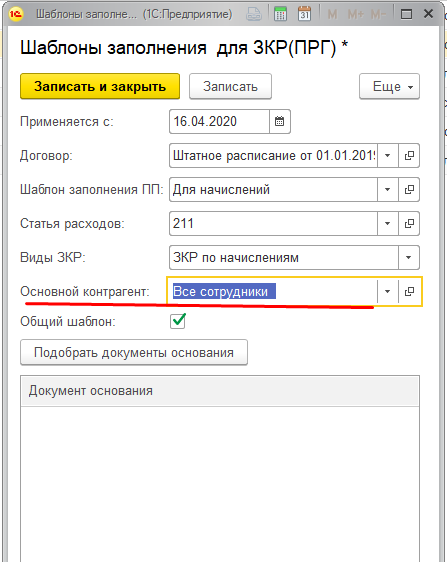 Шаблоны заполне... (1С:Предприятие) M M+ M-
Шаблоны заполнения для ЗКР(ПРГ) *
Записать и закрыть Записать Еще
Применяется с: 16.04.2020
Договор: Штатное расписание от 01.01.2019
Шаблон заполнения ПП: Для начислений
Статья расходов: 211
Виды ЗКР: ЗКР по начислениям
Основной контрагент: Все сотрудники
Общий шаблон:
Подобрать документы основания
Документ основания